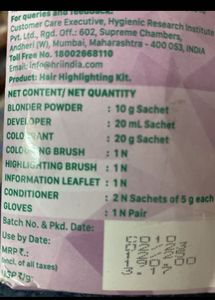 For queries and feedback:
Customer Care Executive, Hygienic Research Institute
Pvt. Ltd., Rgd. Off.: 602, Supreme Chambers,
Andheri (W), Mumbai, Maharashtra - 400 053, INDIA
Toll Free No. 18002668110
Email: info@hriindia.com
Product: Hair Highlighting Kit.
NET CONTENT/ NET QUANTITY
BLONDER POWDER : 10 g Sachet
DEVELOPER : 20 mL Sachet
COLOURANT : 20 g Sachet
COLOURING BRUSH : 1 N
HIGHLIGHTING BRUSH : 1 N
INFORMATION LEAFLET : 1 N
CONDITIONER : 2 N Sachets of 5 g each
GLOVES : 1 N Pair
Batch No. & Pkd. Date:
Use by Date:
MRP ₹.:
(Incl. of all taxes)
USP ₹/g: